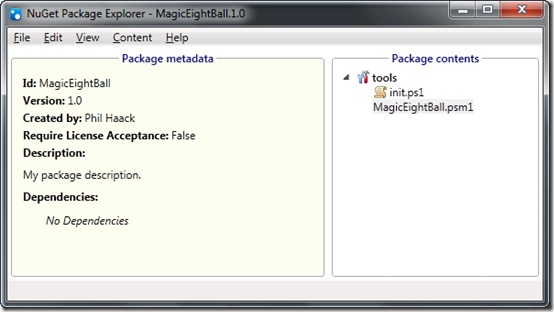 NuGet Package Explorer - MagicEightBall.1.0
File Edit View Content Help
Package metadata
Id: MagicEightBall
Version: 1.0
Created by: Phil Haack
Require License Acceptance: False
Description:
My package description.
Dependencies:
No Dependencies
Package contents
tools
init.ps1
MagicEightBall.psm1